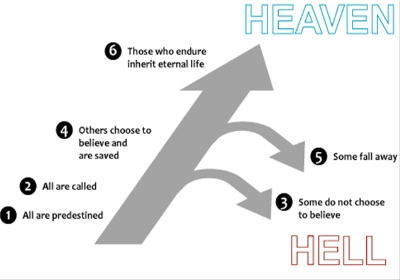 HEAVEN
6 Those who endure
inherit eternal life
4 Others choose to
believe and
are saved
5 Some fall away
2 All are called
3 Some do not choose
to believe
1 All are predestined
HELL